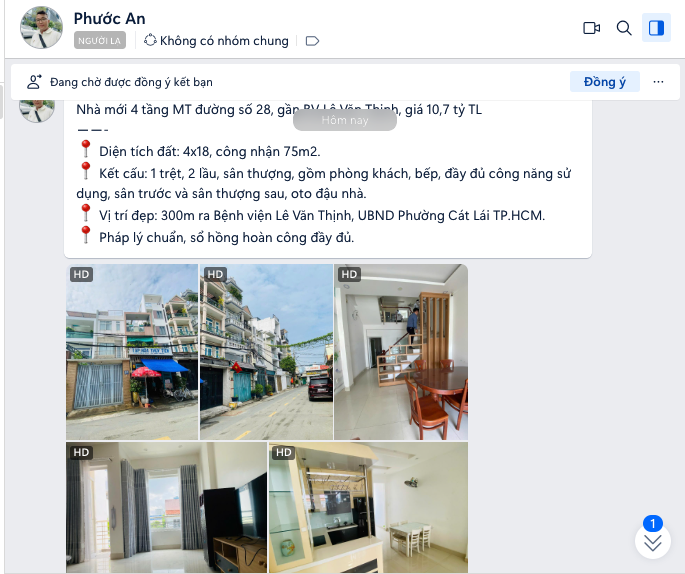 Phước An
NGƯỜI LẠ
Không có nhóm chung
Đang chờ được đồng ý kết bạn
Đồng ý
Nhà mới 4 tầng MT đường số 28, gần BV Lê Văn Thịnh, giá 10,7 tỷ TL
Hôm nay
——-
📍 Diện tích đất: 4x18, công nhận 75m2.
📍 Kết cấu: 1 trệt, 2 lầu, sân thượng, gồm phòng khách, bếp, đầy đủ công năng sử
dụng, sân trước và sân thượng sau, oto đậu nhà.
📍 Vị trí đẹp: 300m ra Bệnh viện Lê Văn Thịnh, UBND Phường Cát Lái TP.HCM.
📍 Pháp lý chuẩn, sổ hồng hoàn công đầy đủ.
HD
HD
HD
HD
HD
1